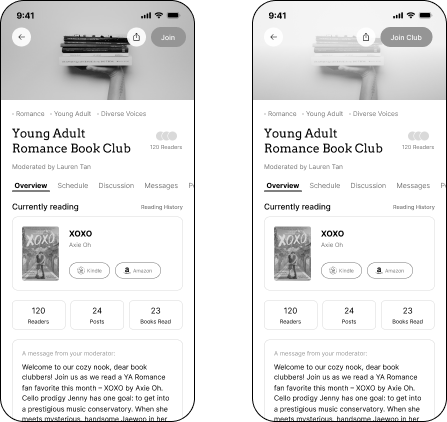 9:41
Join
- Romance - Young Adult - Diverse Voices
Young Adult
Romance Book Club
120 Readers
Moderated by Lauren Tan
Overview Schedule Discussion Messages
Currently reading
Reading History
XOXO
XOXO
Axie Oh
Kindle
Amazon
120
Readers
24
Posts
23
Books Read
A message from your moderator:
Welcome to our cozy nook, dear book
clubbers! Join us as we read a YA Romance
fan favorite this month – XOXO by Axie Oh.
Cello prodigy Jenny has one goal: to get into
a prestigious music conservatory. When she
meets mysterious, handsome Jaewoo in her
9:41
Join Club
- Romance - Young Adult - Diverse Voices
Young Adult
Romance Book Club
120 Readers
Moderated by Lauren Tan
Overview Schedule Discussion Messages
Currently reading
Reading History
XOXO
XOXO
Axie Oh
Kindle
Amazon
120
Readers
24
Posts
23
Books Read
A message from your moderator:
Welcome to our cozy nook, dear book
clubbers! Join us as we read a YA Romance
fan favorite this month – XOXO by Axie Oh.
Cello prodigy Jenny has one goal: to get into
a prestigious music conservatory. When she
meets mysterious, handsome Jaewoo in her